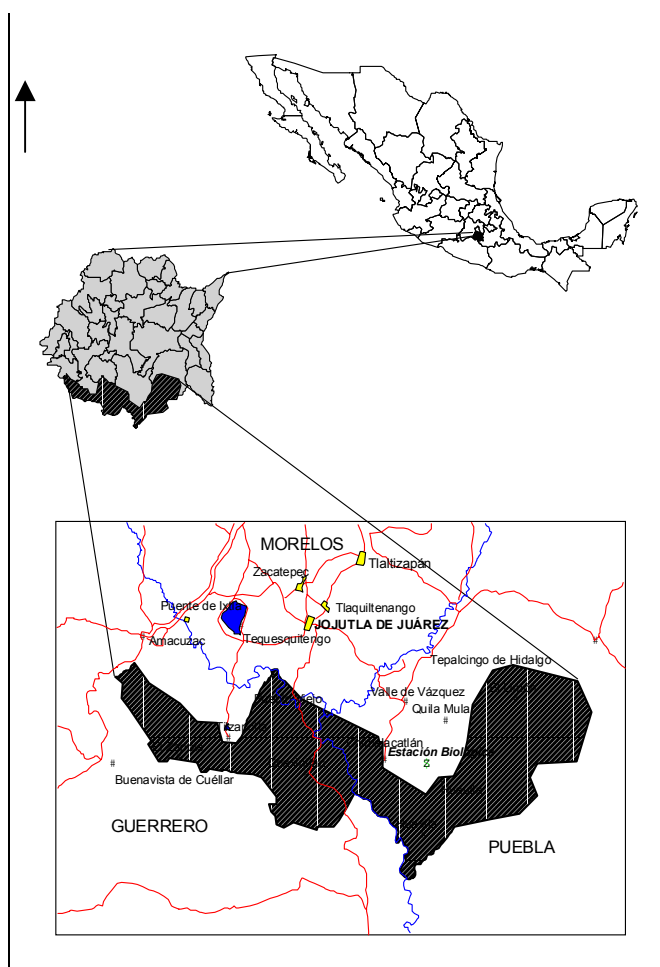 MORELOS
Tlaltizapán
Zacatepec
Puente de Ixtla
Tlaquiltenango
JOJUTLA DE JUÁREZ
Amacuzac
Tequesquitengo
Tepalcingo de Hidalgo
Valle de Vázquez
Quila Mula
Estación Biológica
Buenavista de Cuéllar
GUERRERO
PUEBLA